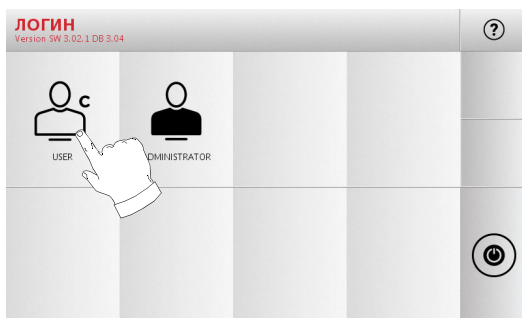 ЛОГИН
Version SW 3.02.1 DB 3.04
?
C
USER
DMINISTRATOR